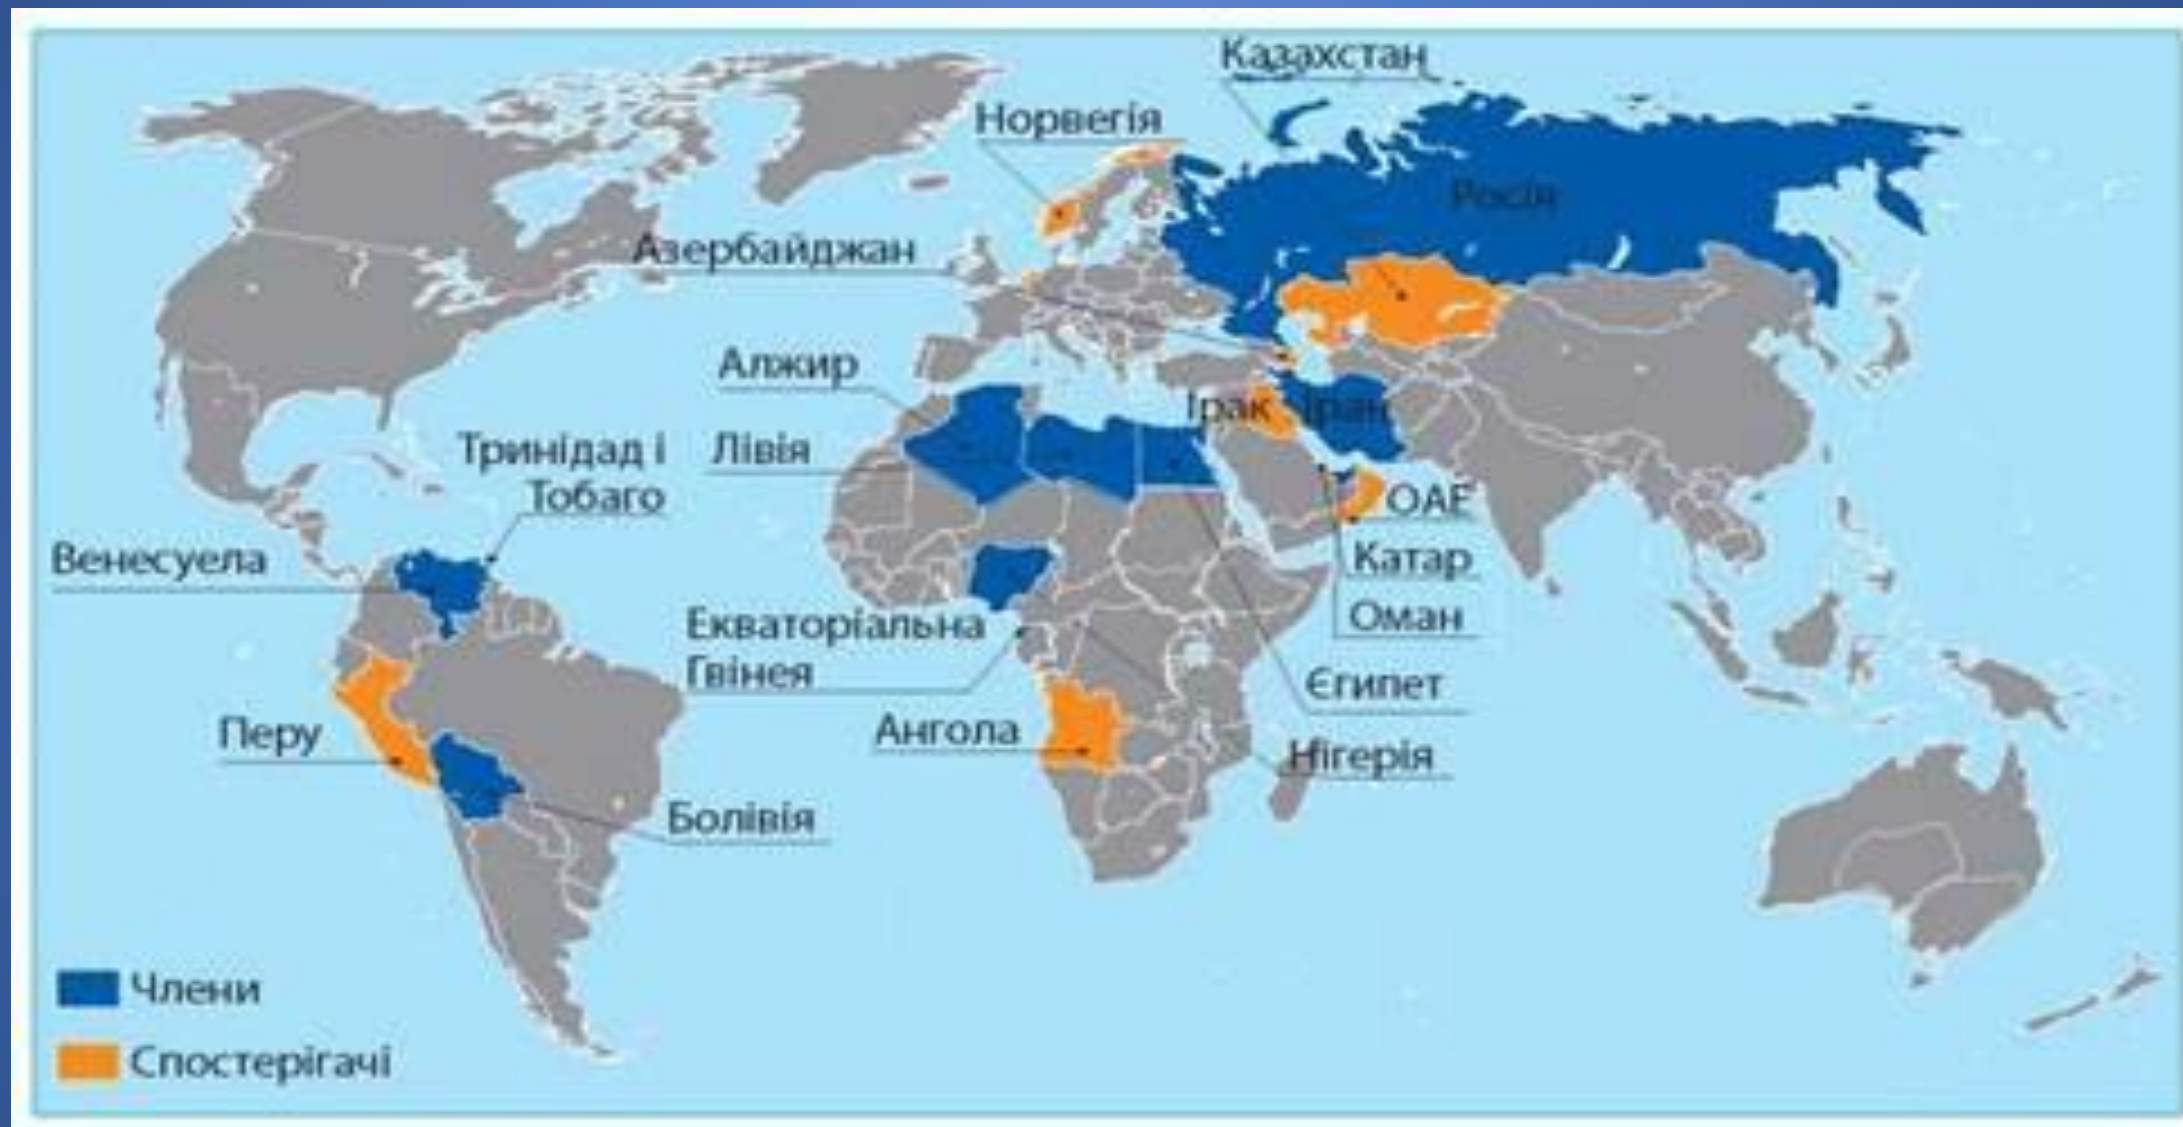 Казахстан
Норвегія
Росія
Азербайджан
Алжир
Ірак
Іран
Лівія
Тринідад і
Тобаго
ОАЕ
Венесуела
Катар
Екваторіальна
Гвінея
Оман
Єгипет
Перу
Ангола
Нігерія
Болівія
Члени
Спостерігачі